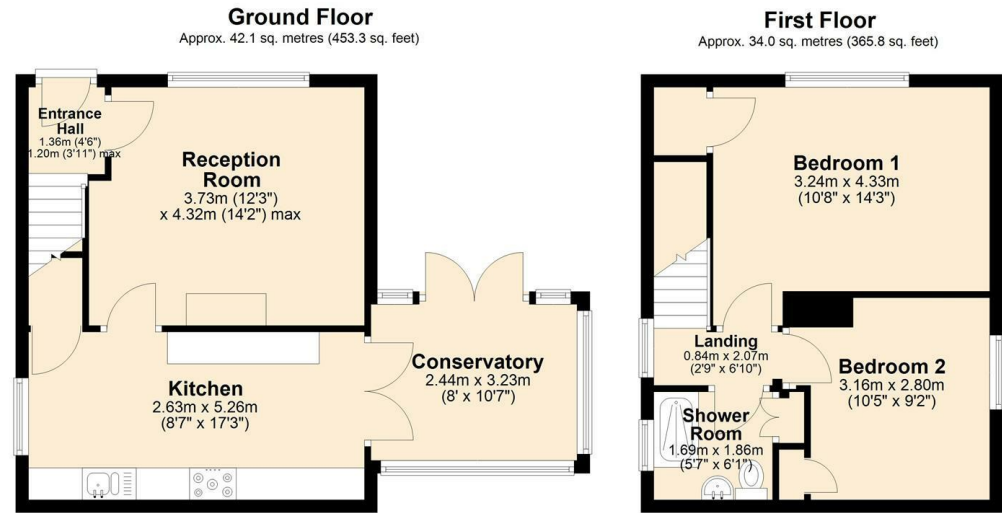 Ground Floor
Approx. 42.1 sq. metres (453.3 sq. feet)
Entrance
Hall
1.36m (4'6")
1.20m (3'11") max
Reception
Room
3.73m (12'3")
x 4.32m (14'2") max
Kitchen
2.63m x 5.26m
(8'7" x 17'3")
Conservatory
2.44m x 3.23m
(8' x 10'7")
First Floor
Approx. 34.0 sq. metres (365.8 sq. feet)
Bedroom 1
3.24m x 4.33m
(10'8" x 14'3")
Landing
0.84m x 2.07m
(2'9" x 6'10")
Bedroom 2
3.16m x 2.80m
(10'5" x 9'2")
Shower
Room
1.69m x 1.86m
(5'7" x 6'1")